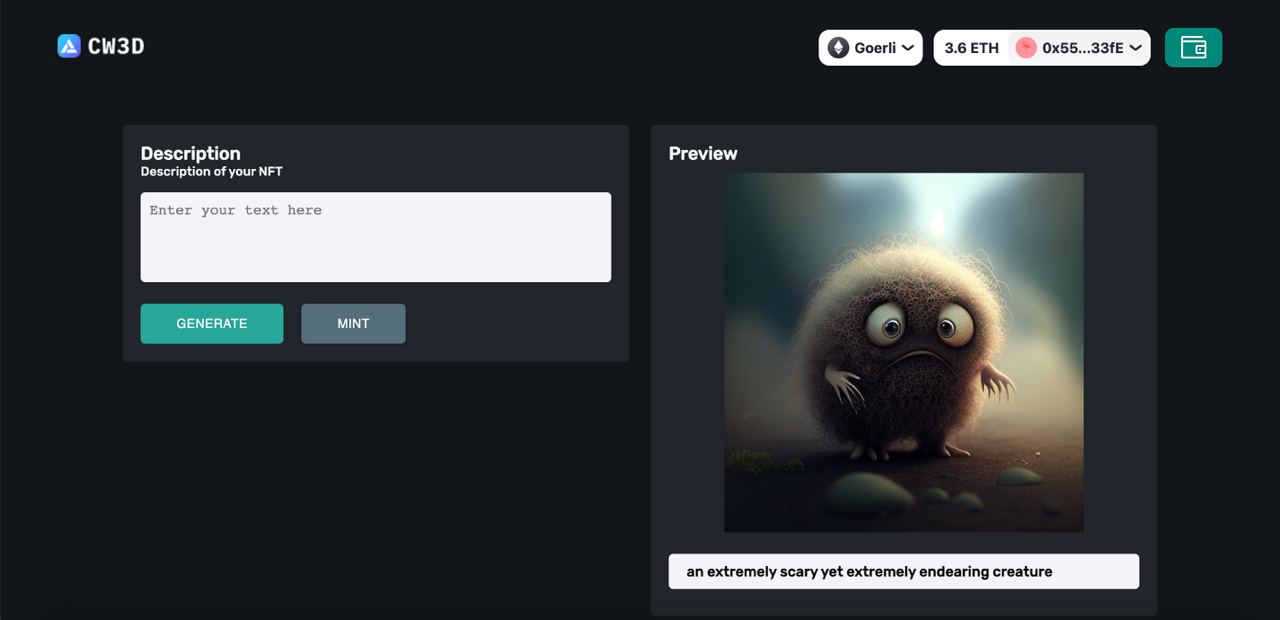 CW3D
Goerli
3.6 ETH
0x55...33fE
Description
Description of your NFT
Enter your text here
GENERATE
MINT
Preview
an extremely scary yet extremely endearing creature